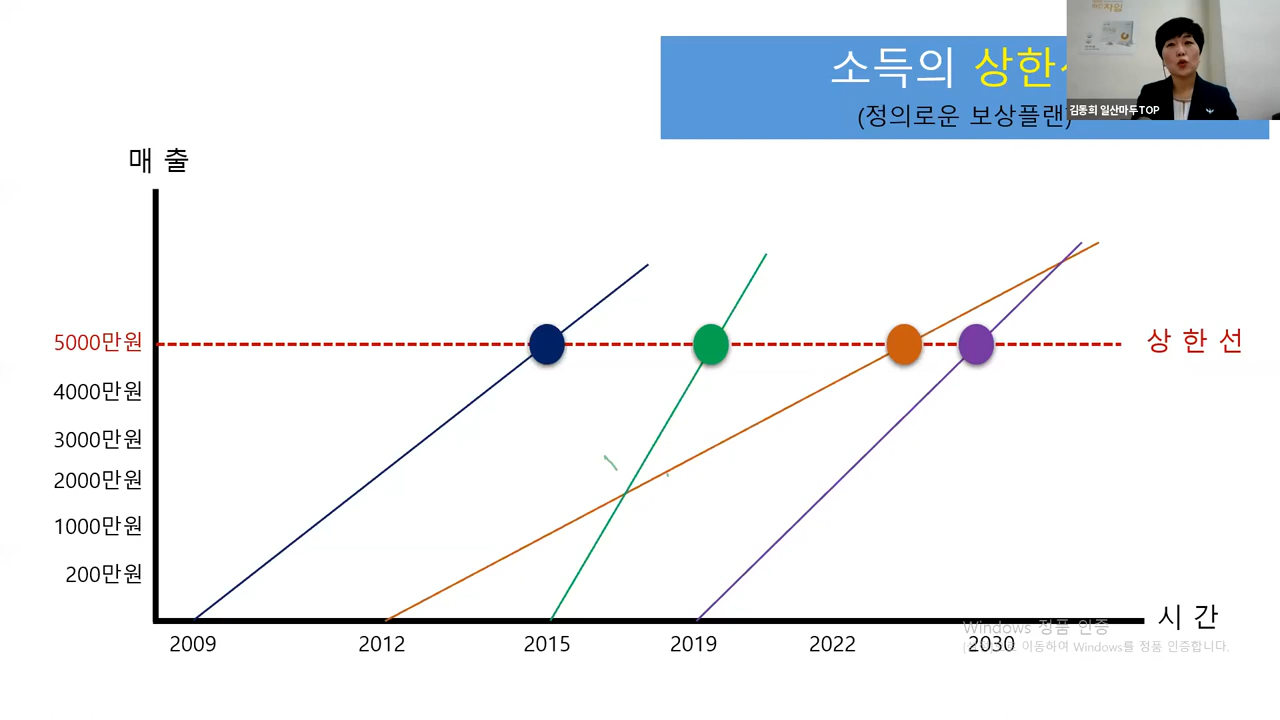 소득의 상한
(정의로운 보상플랜)
김동희 일산마두TOP
매 출
5000만원
상 한 선
4000만원
3000만원
2000만원
1000만원
200만원
시 간
2009 2012 2015 2019 2022 2030
Windows 정품 인증
이동하여 Windows를 정품 인증합니다.